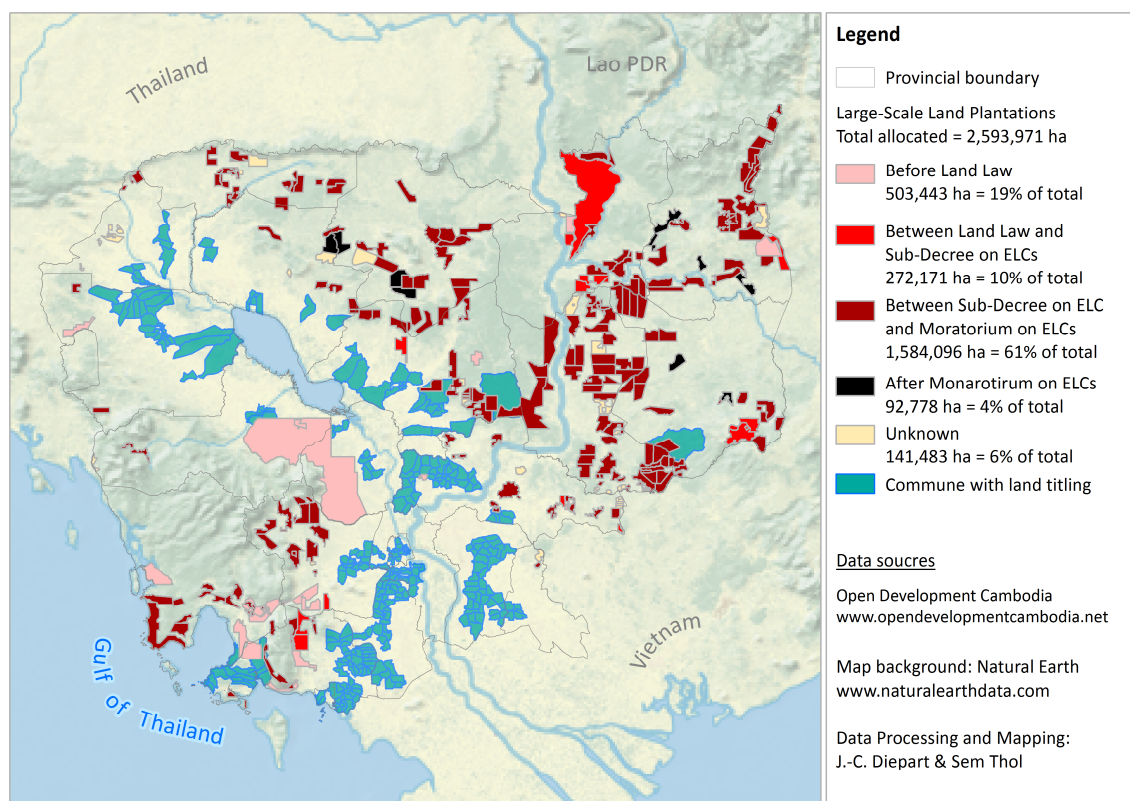 Thailand
Lao PDR
Vietnam
Gulf of Thailand
Legend
Provincial boundary
Large-Scale Land Plantations
Total allocated = 2,593,971 ha
Before Land Law
503,443 ha = 19% of total
Between Land Law and
Sub-Decree on ELCs
272,171 ha = 10% of total
Between Sub-Decree on ELC
and Moratorium on ELCs
1,584,096 ha = 61% of total
After Monarotirum on ELCs
92,778 ha = 4% of total
Unknown
141,483 ha = 6% of total
Commune with land titling
Data soucres
Open Development Cambodia
www.opendevelopmentcambodia.net
Map background: Natural Earth
www.naturalearthdata.com
Data Processing and Mapping:
J.-C. Diepart & Sem Thol